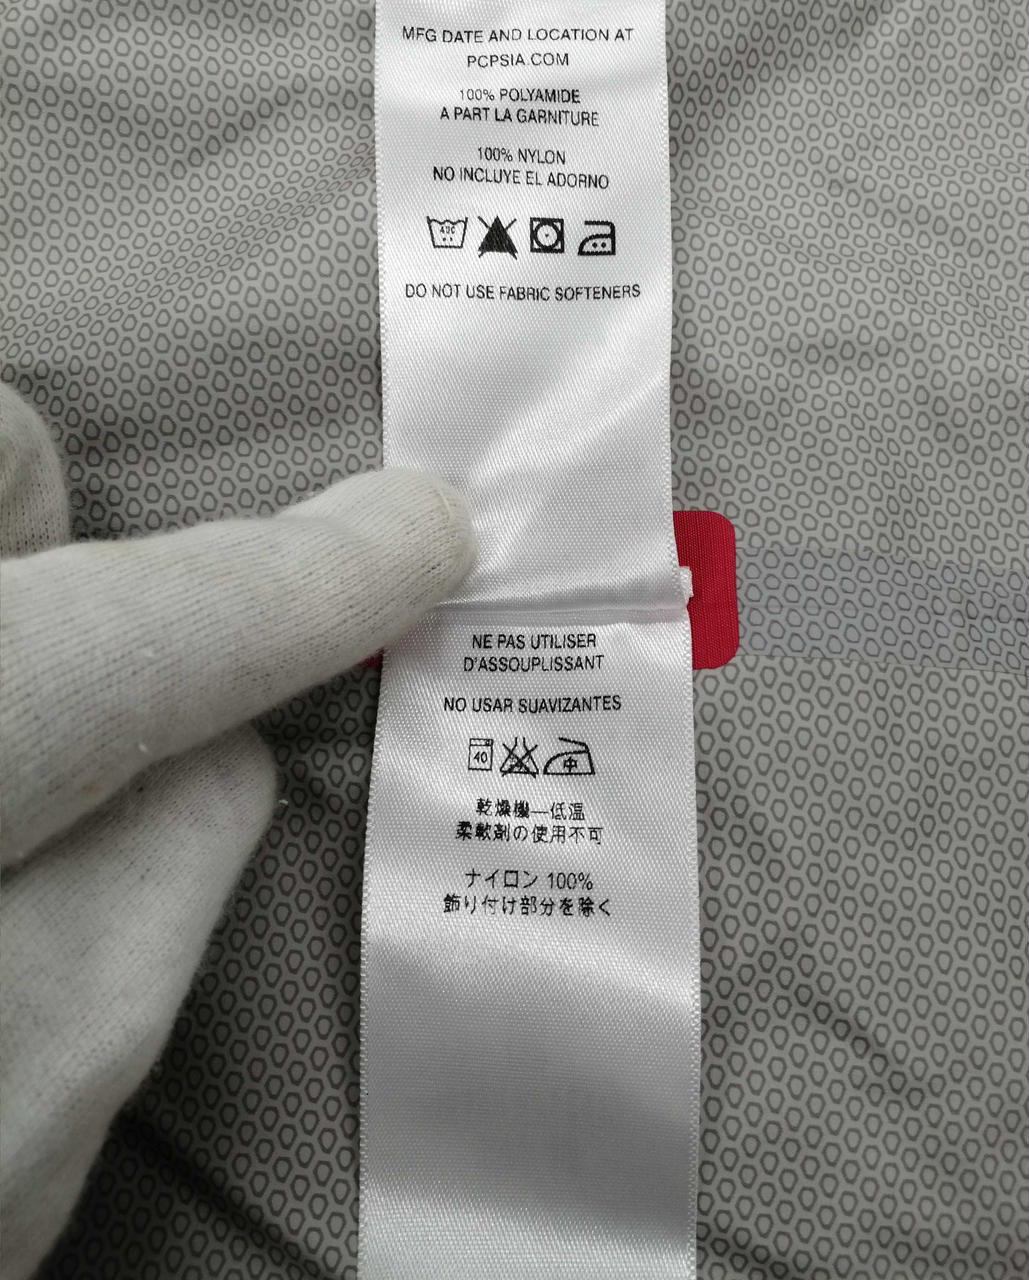 MFG DATE AND LOCATION AT
PCPSIA.COM
100% POLYAMIDE
A PART LA GARNITURE
100% NYLON
NO INCLUYE EL ADORNO
40C
DO NOT USE FABRIC SOFTENERS
NE PAS UTILISER
D'ASSOUPLISSANT
NO USAR SUAVIZANTES
40 中
乾燥機—低温
柔軟剤の使用不可
ナイロン 100%
飾り付け部分を除く